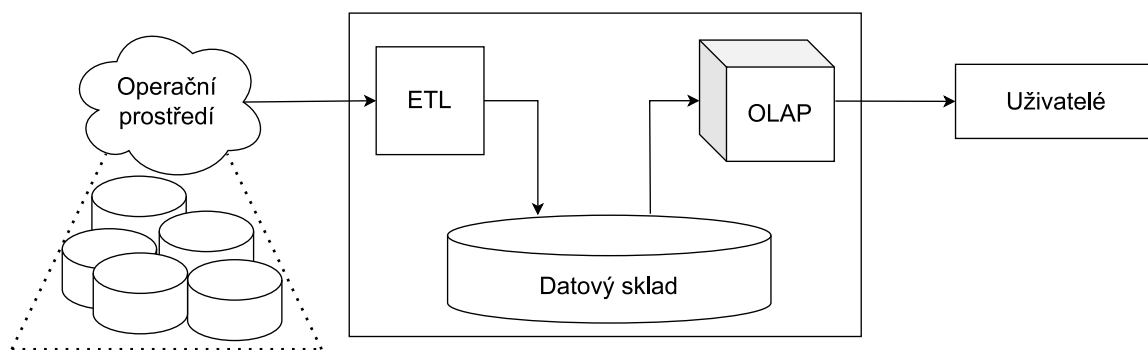 Operační
prostředí
ETL
OLAP
Uživatelé
Datový sklad